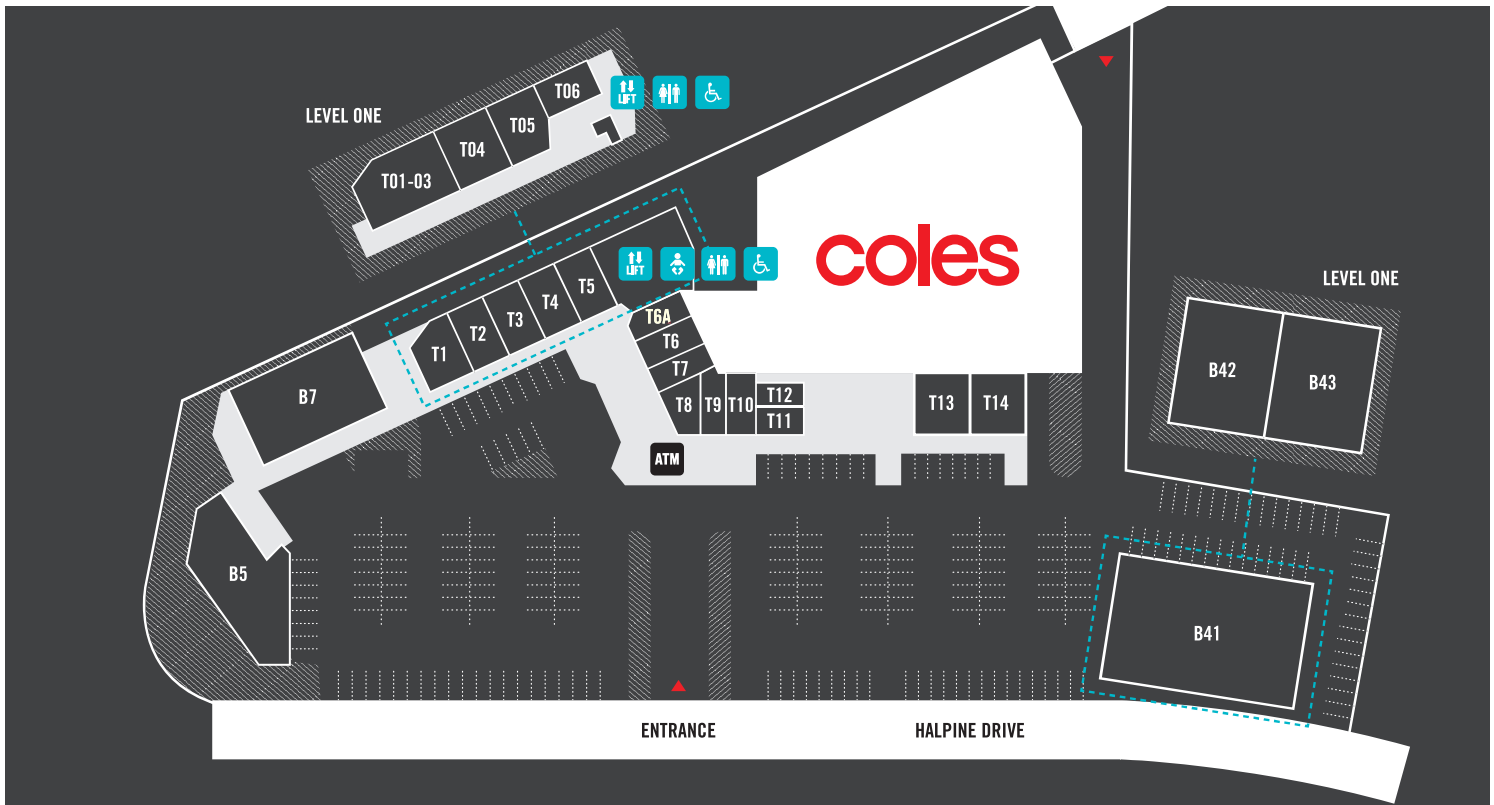 LEVEL ONE
T06
T05
T04
T01-03
LIFT
coles
LIFT
T5
T4
T3
T2
T1
T6A
T6
T7
T8
T9
T10
T12
T11
T13
T14
LEVEL ONE
B42
B43
B7
ATM
B5
B41
ENTRANCE
HALPINE DRIVE